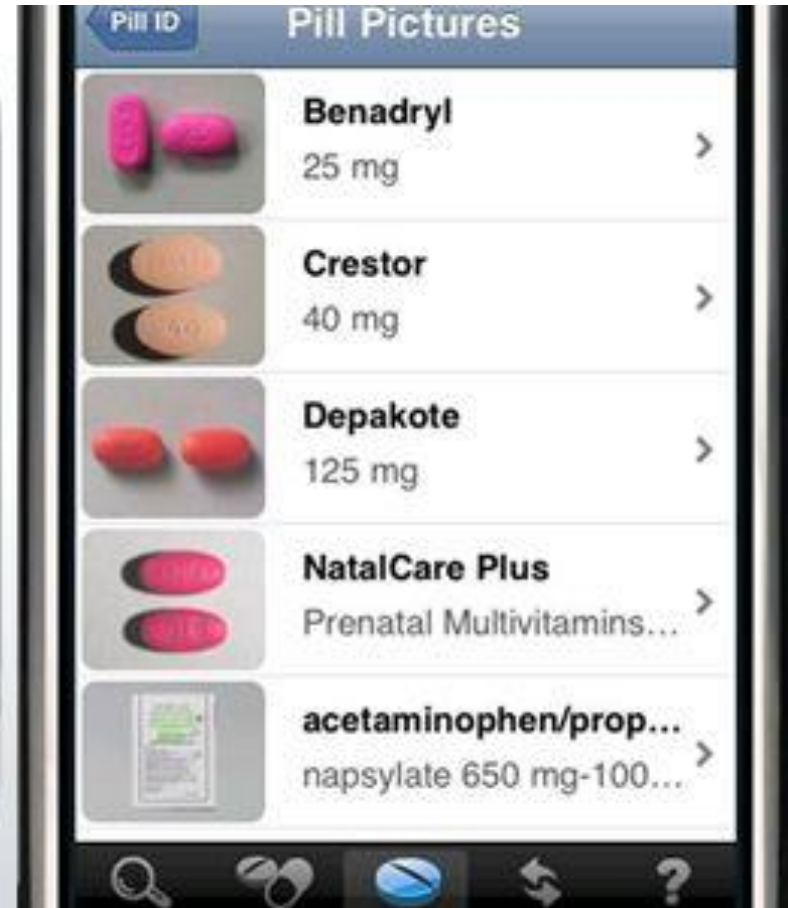 Pill ID
Pill Pictures
Benadryl
25 mg
Crestor
40 mg
Depakote
125 mg
NatalCare Plus
Prenatal Multivitamins...
acetaminophen/prop...
napsylate 650 mg-100...